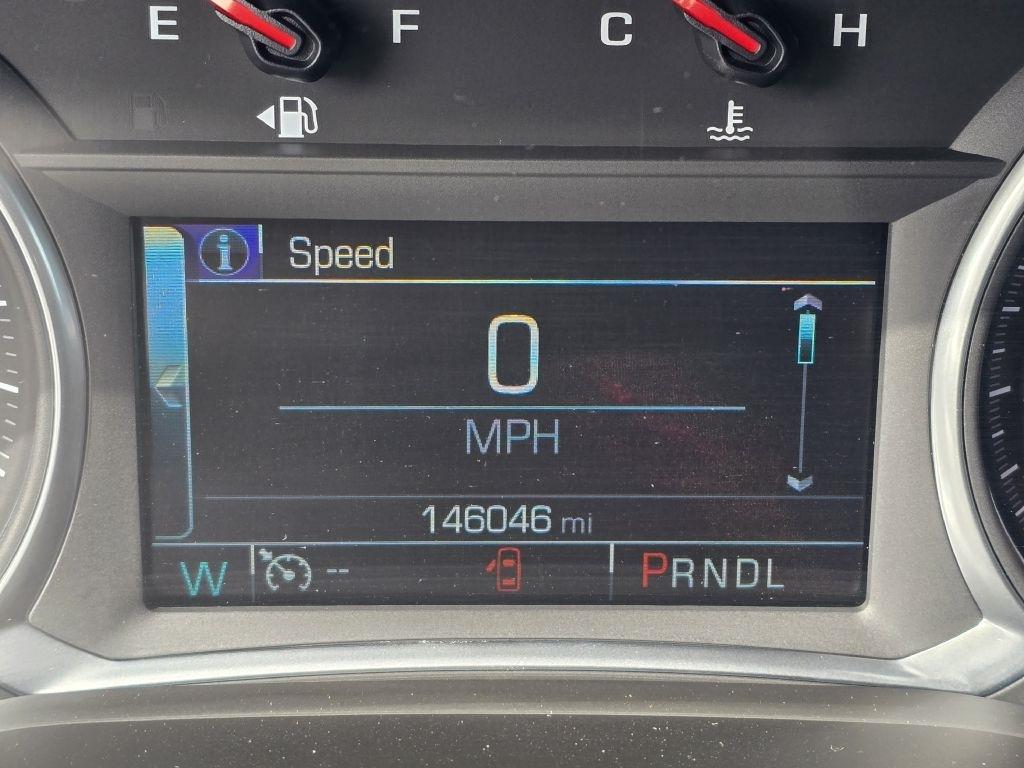 E F C H
i Speed
0
MPH
146046 mi
W -- PRNDL